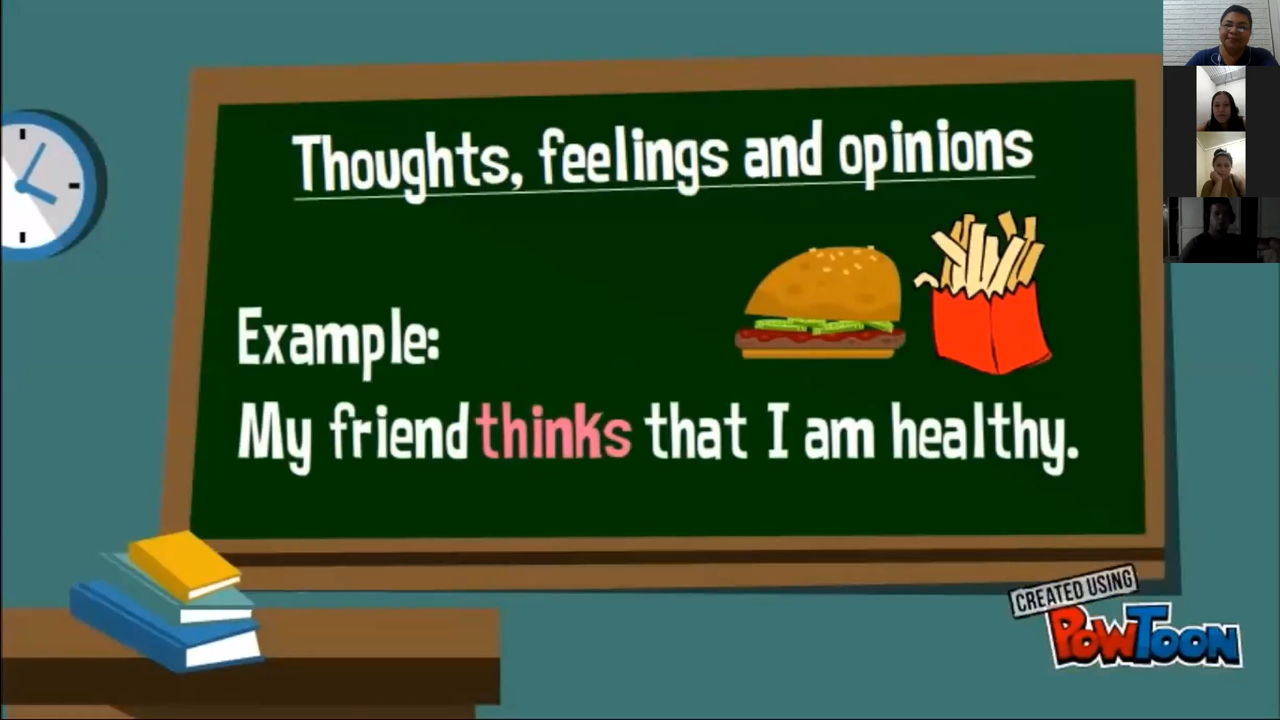 Thoughts, feelings and opinions
Example:
My friend thinks that I am healthy.
CREATED USING
POWTOON